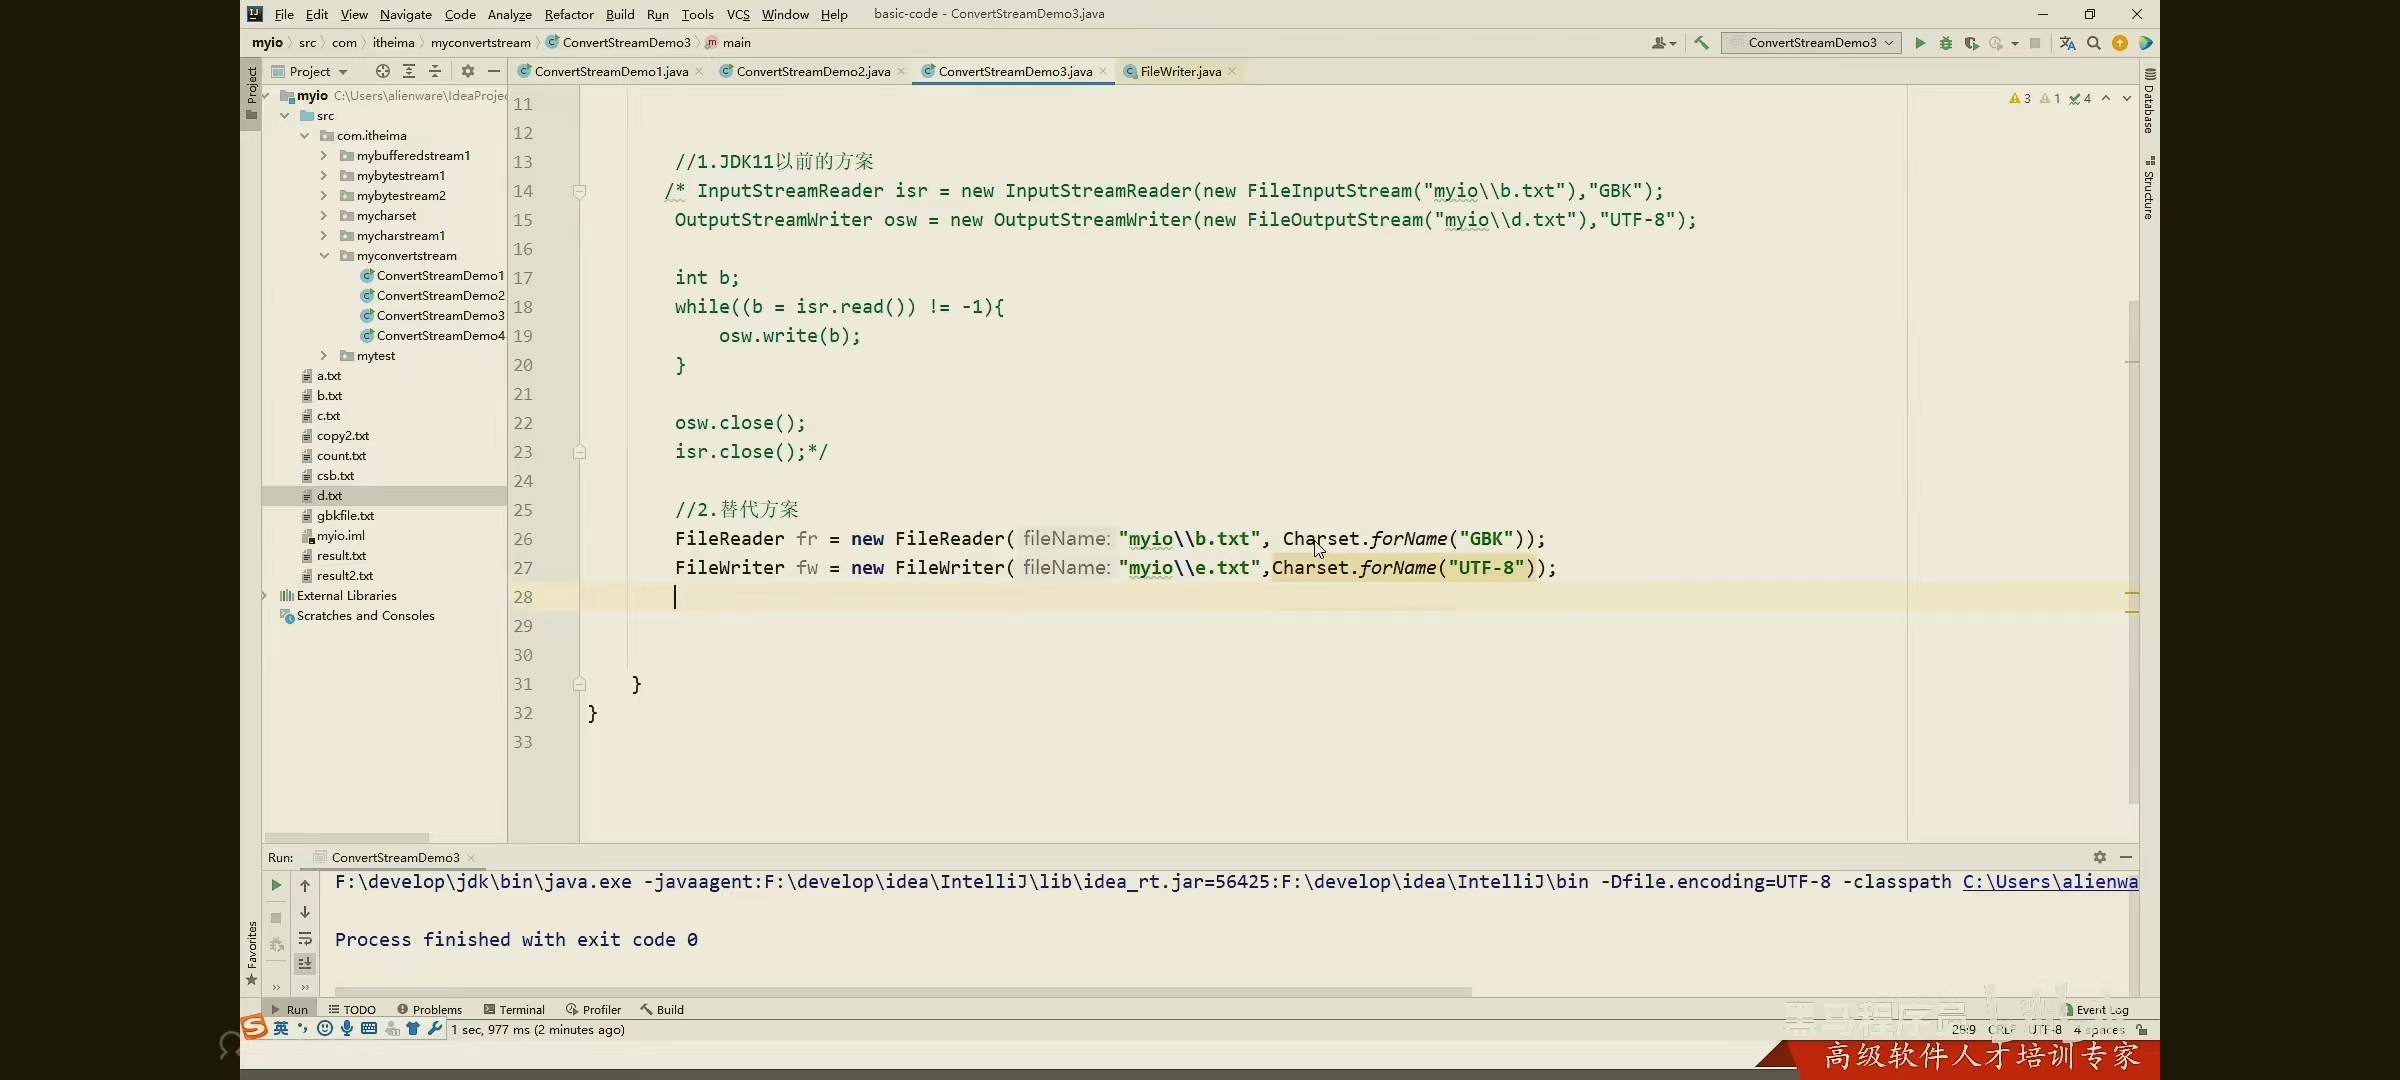 File Edit View Navigate Code Analyze Refactor Build Run Tools VCS Window Help basic-code - ConvertStreamDemo3.java
myio src com itheima myconvertstream ConvertStreamDemo3 main ConvertStreamDemo3
Project ConvertStreamDemo1.java ConvertStreamDemo2.java ConvertStreamDemo3.java FileWriter.java
Project
Database
Structure
Favorites
3 1 4
myio C:\Users\alienware\IdeaProje
src
com.itheima
mybufferedstream1
mybytestream1
mybytestream2
mycharset
mycharstream1
myconvertstream
ConvertStreamDemo1
ConvertStreamDemo2
ConvertStreamDemo3
ConvertStreamDemo4
mytest
a.txt
b.txt
c.txt
copy2.txt
count.txt
csb.txt
d.txt
gbkfile.txt
myio.iml
result.txt
result2.txt
External Libraries
Scratches and Consoles
11
12
13 //1.JDK11以前的方案
14 /* InputStreamReader isr = new InputStreamReader(new FileInputStream("myio\\b.txt"),"GBK");
15 OutputStreamWriter osw = new OutputStreamWriter(new FileOutputStream("myio\\d.txt"),"UTF-8");
16
17 int b;
18 while((b = isr.read()) != -1){
19 osw.write(b);
20 }
21
22 osw.close();
23 isr.close();*/
24
25 //2.替代方案
26 FileReader fr = new FileReader( fileName: "myio\\b.txt", Charset.forName("GBK"));
27 FileWriter fw = new FileWriter( fileName: "myio\\e.txt",Charset.forName("UTF-8"));
28
29
30
31 }
32 }
33
Run: ConvertStreamDemo3
F:\develop\jdk\bin\java.exe -javaagent:F:\develop\idea\IntelliJ\lib\idea_rt.jar=56425:F:\develop\idea\IntelliJ\bin -Dfile.encoding=UTF-8 -classpath C:\Users\alienwa
Process finished with exit code 0
Run TODO Problems Terminal Profiler Build Event Log
英 1 sec, 977 ms (2 minutes ago) 28:9 CRLF UTF-8 4 spaces
黑马程序员
高级软件人才培训专家